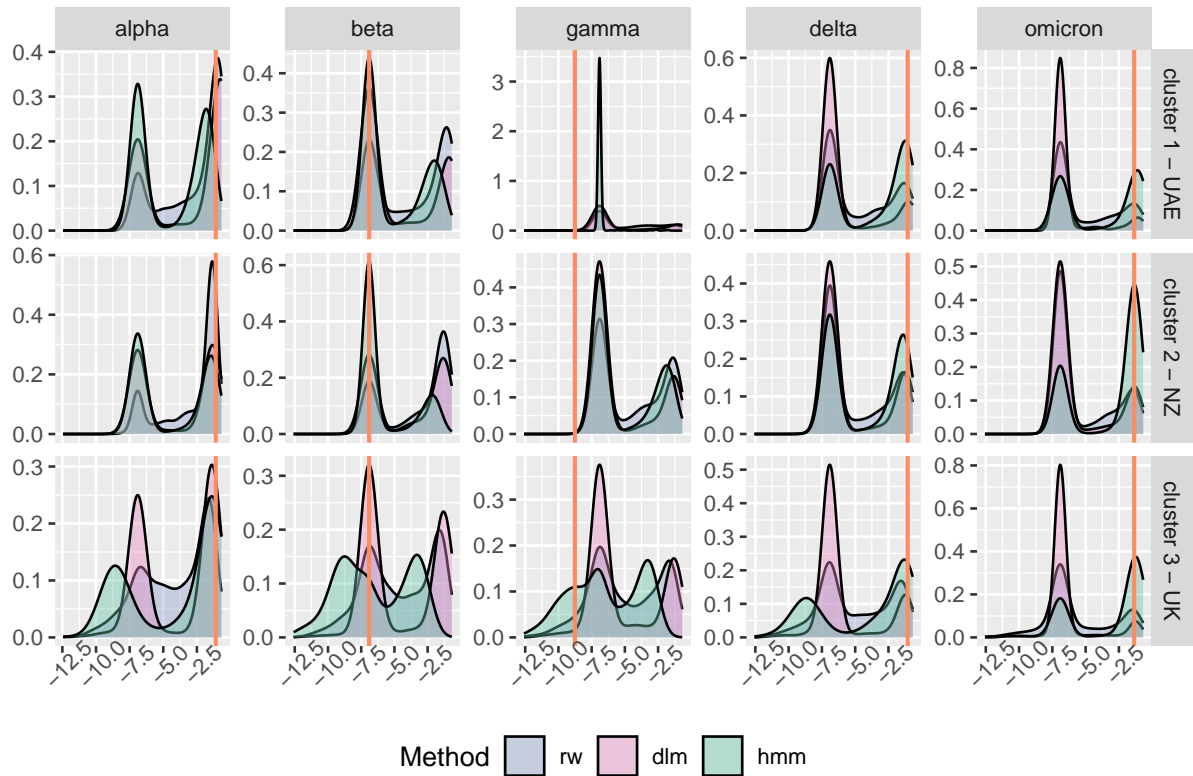 alpha beta gamma delta omicron
0.4 0.3 0.2 0.1 0.0
0.4 0.3 0.2 0.1 0.0
3 2 1 0
0.6 0.4 0.2 0.0
0.8 0.6 0.4 0.2 0.0
cluster 1 – UAE
0.6 0.4 0.2 0.0
0.6 0.4 0.2 0.0
0.4 0.3 0.2 0.1 0.0
0.4 0.3 0.2 0.1 0.0
0.5 0.4 0.3 0.2 0.1 0.0
cluster 2 – NZ
0.3 0.2 0.1 0.0
0.3 0.2 0.1 0.0
0.3 0.2 0.1 0.0
0.5 0.4 0.3 0.2 0.1 0.0
0.8 0.6 0.4 0.2 0.0
cluster 3 – UK
−12.5 −10.0 −7.5 −5.0 −2.5
−12.5 −10.0 −7.5 −5.0 −2.5
−12.5 −10.0 −7.5 −5.0 −2.5
−12.5 −10.0 −7.5 −5.0 −2.5
−12.5 −10.0 −7.5 −5.0 −2.5
Method rw dlm hmm